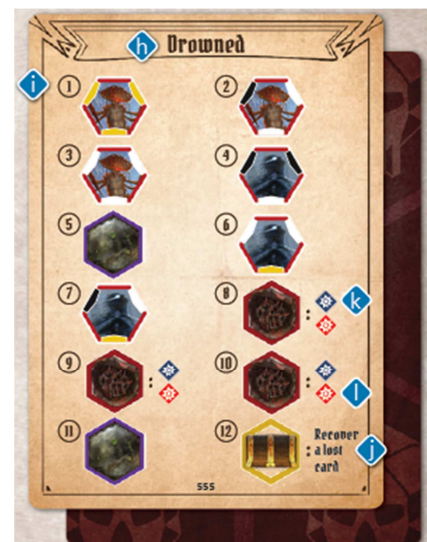 h Drowned
i 1 2
3 4
5 6
7 8 : k
9 : 10 : l
11 12 : Recover
a lost j
card
555